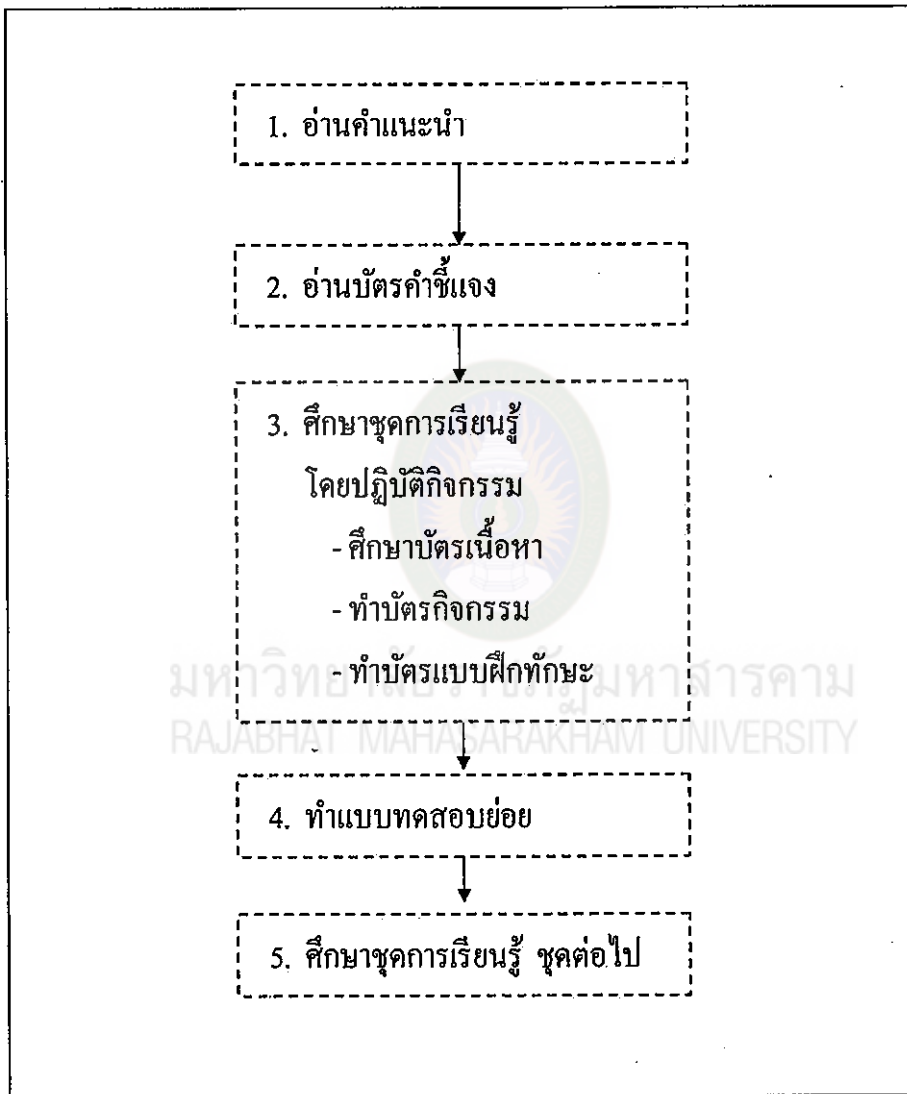 1. อ่านคำแนะนำ
2. อ่านบัตรคำชี้แจง
3. ศึกษาชุดการเรียนรู้
โดยปฏิบัติกิจกรรม
- ศึกษาบัตรเนื้อหา
- ทำบัตรกิจกรรม
- ทำบัตรแบบฝึกทักษะ
มหาวิทยาลัยราชภัฏมหาสารคาม
RAJABHAT MAHASARAKHAM UNIVERSITY
4. ทำแบบทดสอบย่อย
5. ศึกษาชุดการเรียนรู้ ชุดต่อไป